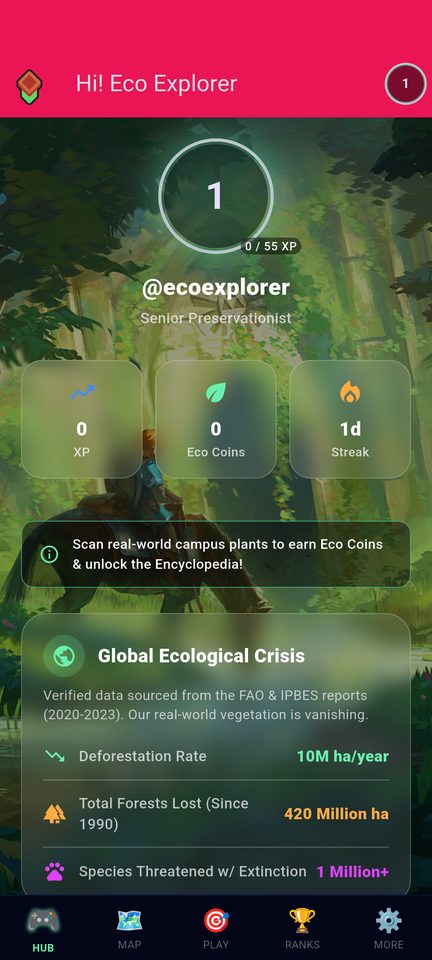 Hi! Eco Explorer
1
1
0 / 55 XP
@ecoexplorer
Senior Preservationist
0
XP
0
Eco Coins
1d
Streak
Scan real-world campus plants to earn Eco Coins
& unlock the Encyclopedia!
Global Ecological Crisis
Verified data sourced from the FAO & IPBES reports
(2020-2023). Our real-world vegetation is vanishing.
Deforestation Rate 10M ha/year
Total Forests Lost (Since
1990) 420 Million ha
Species Threatened w/ Extinction 1 Million+
HUB
MAP
PLAY
RANKS
MORE